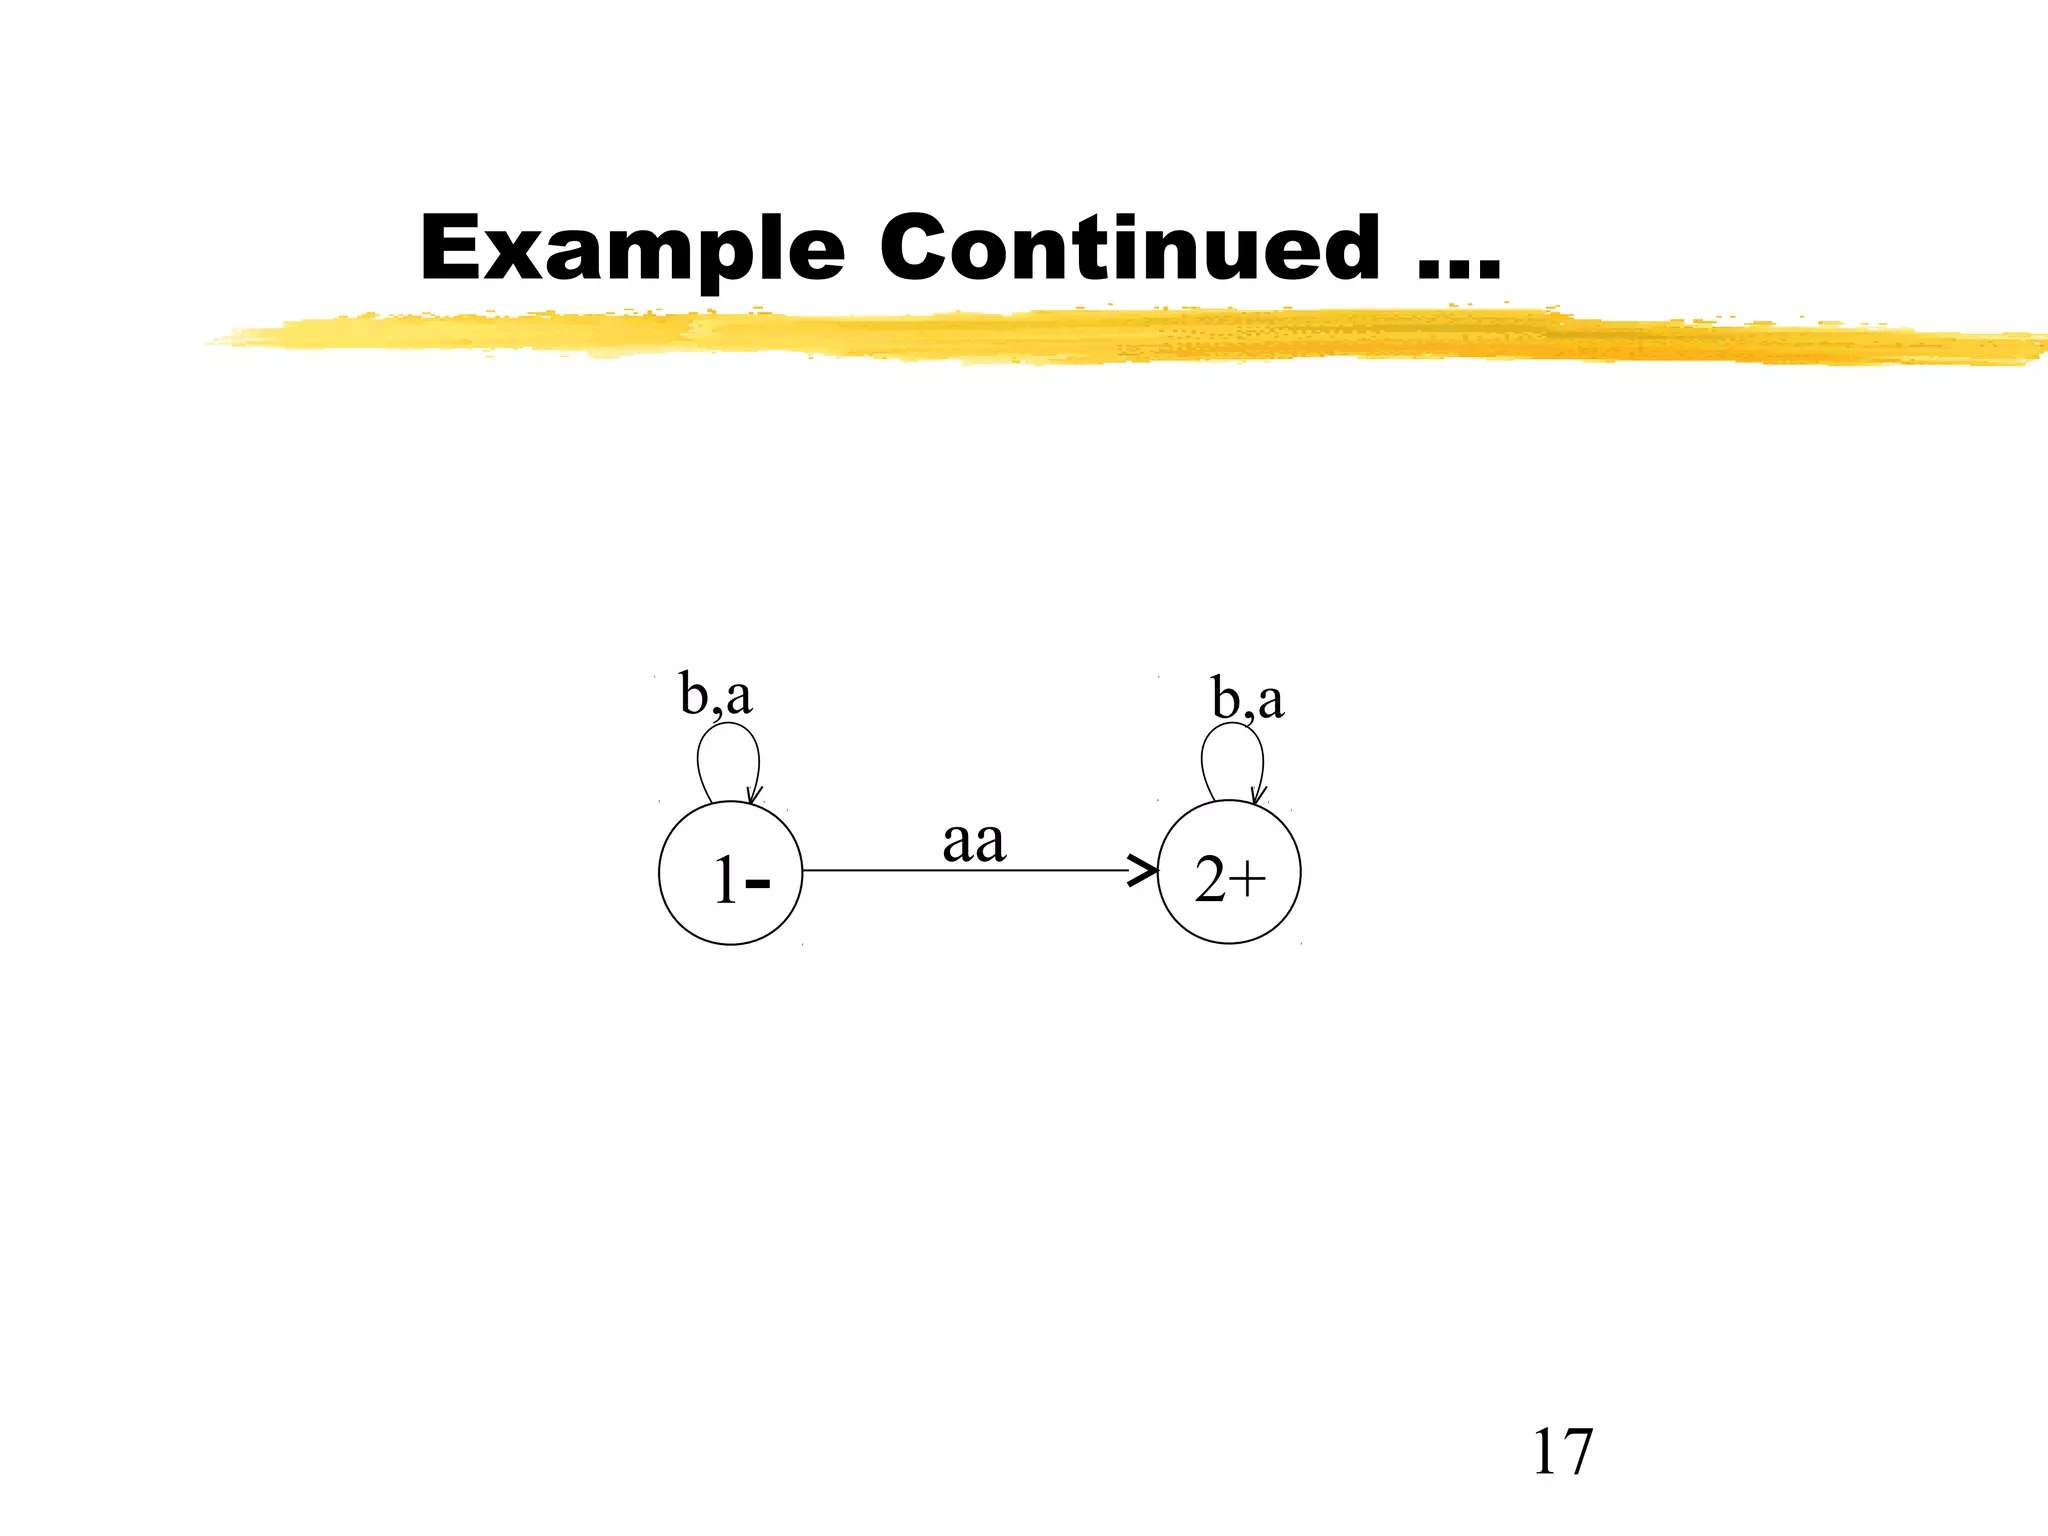 Example Continued ...
b,a
b,a
aa
1-
2+
17